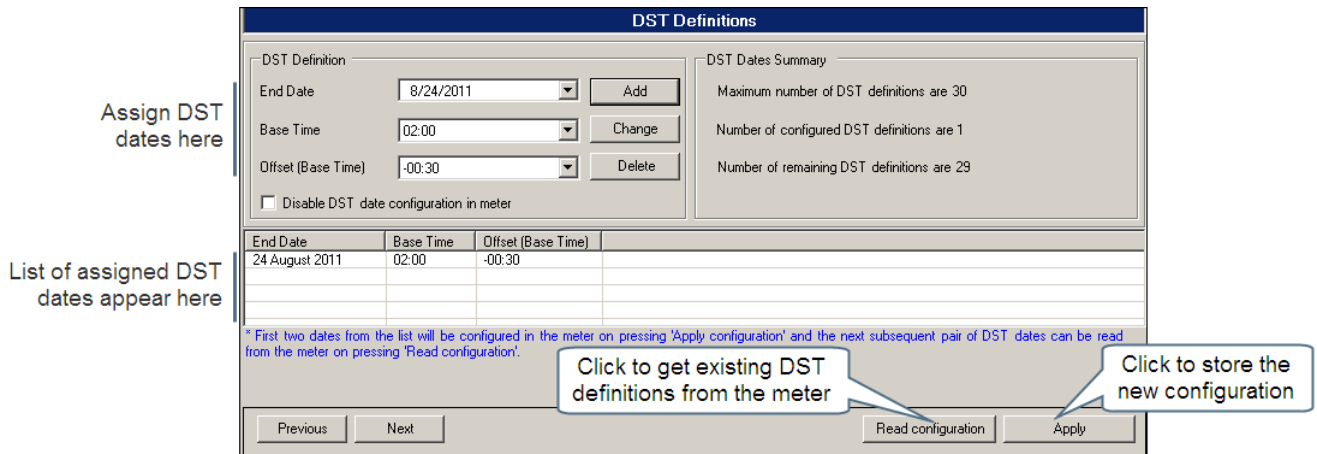 DST Definitions
DST Definition
End Date
8/24/2011
Add
Base Time
02:00
Change
Offset (Base Time)
-00:30
Delete
Disable DST date configuration in meter
DST Dates Summary
Maximum number of DST definitions are 30
Number of configured DST definitions are 1
Number of remaining DST definitions are 29
Assign DST
dates here
End Date Base Time Offset (Base Time)
24 August 2011 02:00 -00:30
List of assigned DST
dates appear here
* First two dates from the list will be configured in the meter on pressing 'Apply configuration' and the next subsequent pair of DST dates can be read
from the meter on pressing 'Read configuration'.
Click to get existing DST
definitions from the meter
Click to store the
new configuration
Previous
Next
Read configuration
Apply